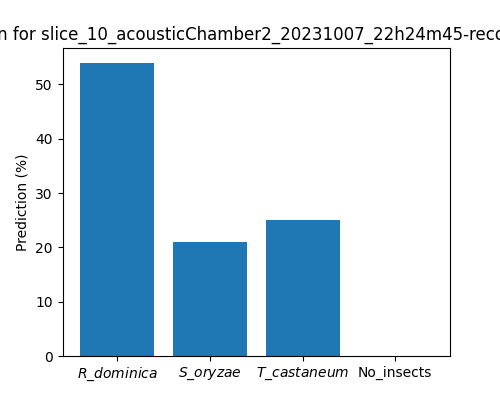 n for slice_10_acousticChamber2_20231007_22h24m45-reco
Prediction (%)
50
40
30
20
10
0
R_dominica S_oryzae T_castaneum No_insects